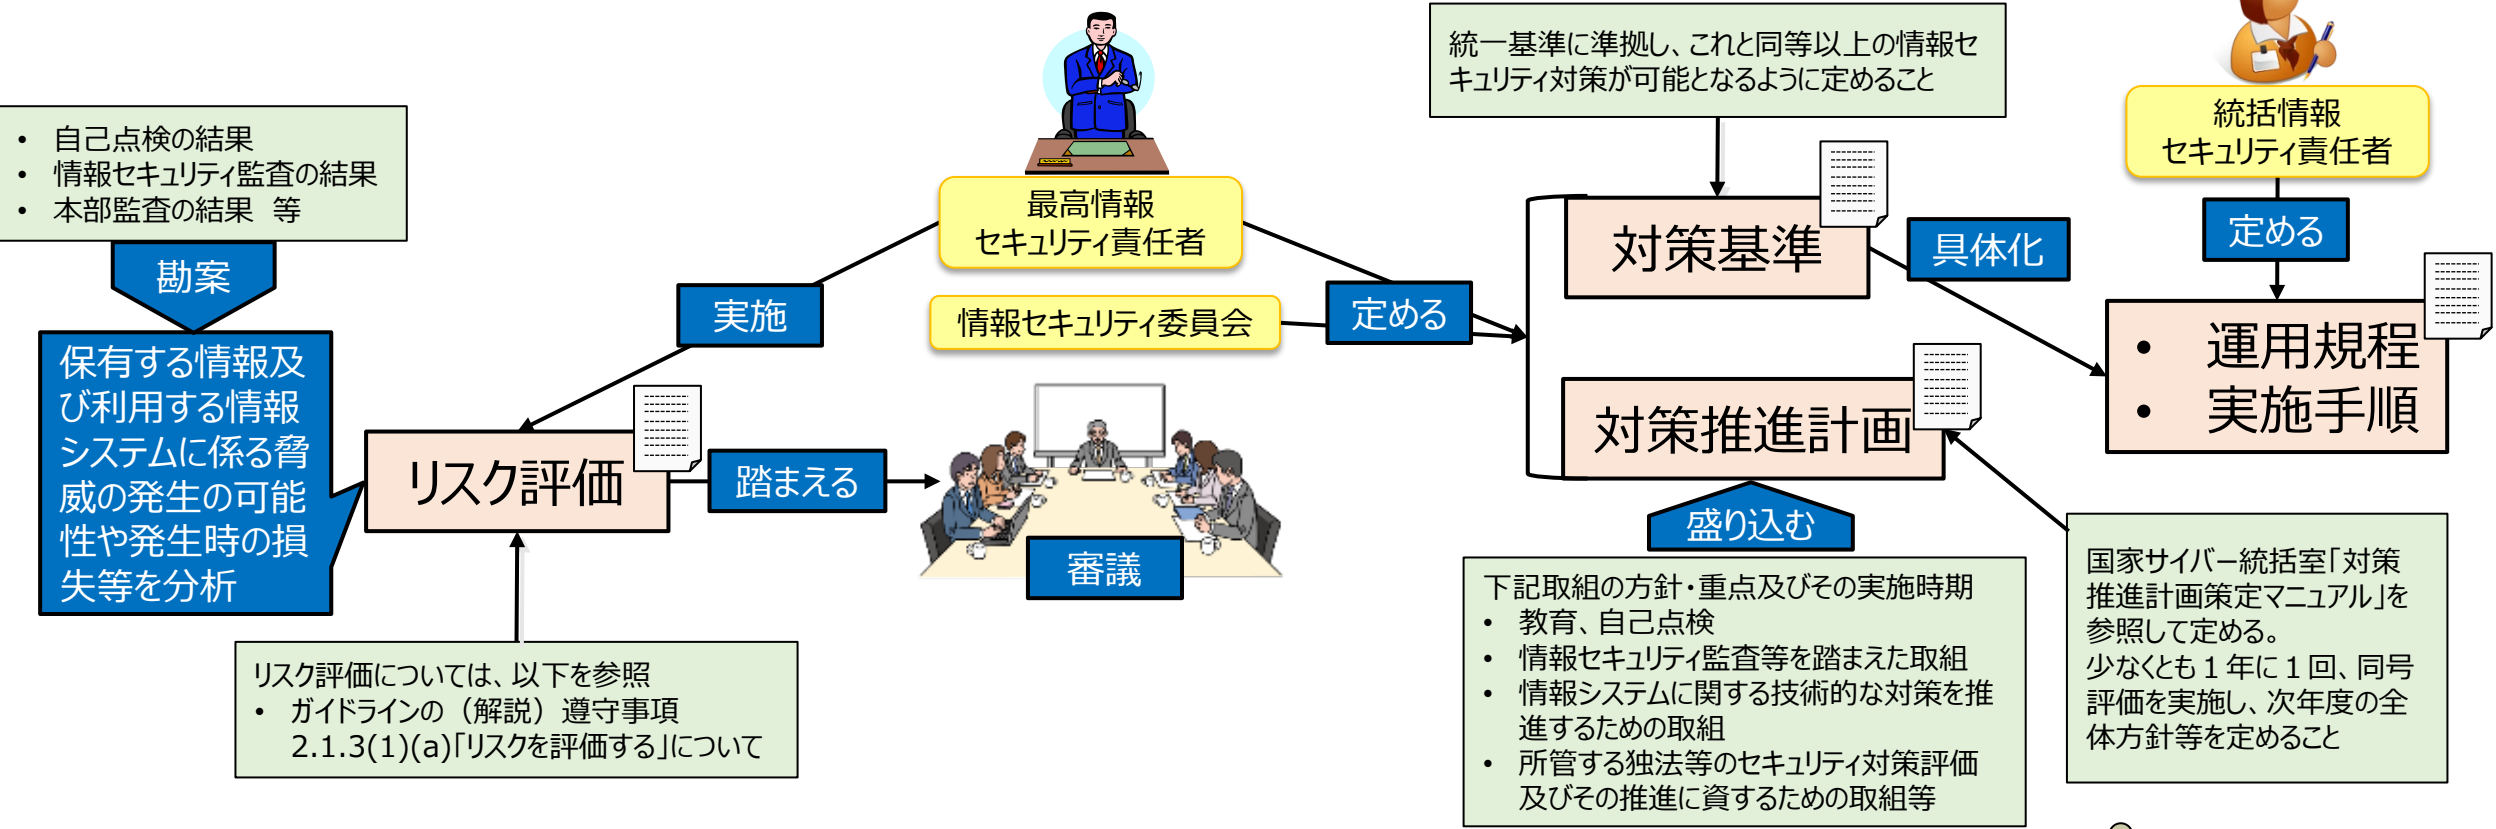 • 自己点検の結果
• 情報セキュリティ監査の結果
• 本部監査の結果　等
勘案
保有する情報及
び利用する情報
システムに係る脅
威の発生の可能
性や発生時の損
失等を分析
最高情報
セキュリティ責任者
情報セキュリティ委員会
実施
定める
リスク評価
踏まえる
審議
リスク評価については、以下を参照
• ガイドラインの（解説）遵守事項
2.1.3(1)(a)「リスクを評価する」について
統一基準に準拠し、これと同等以上の情報セ
キュリティ対策が可能となるように定めること
対策基準
具体化
対策推進計画
盛り込む
下記取組の方針・重点及びその実施時期
• 教育、自己点検
• 情報セキュリティ監査等を踏まえた取組
• 情報システムに関する技術的な対策を推
進するための取組
• 所管する独法等のセキュリティ対策評価
及びその推進に資するための取組等
統括情報
セキュリティ責任者
定める
• 運用規程
• 実施手順
国家サイバー統括室「対策
推進計画策定マニュアル」を
参照して定める。
少なくとも１年に１回、同号
評価を実施し、次年度の全
体方針等を定めること